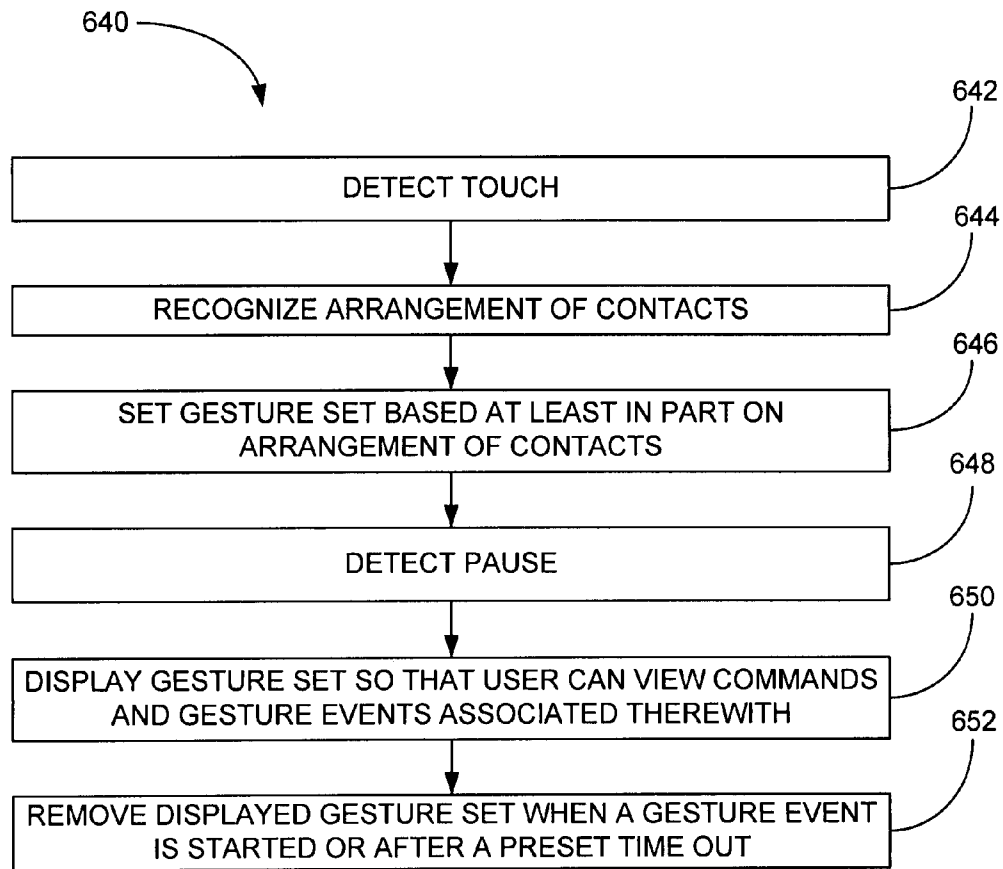 640
642
DETECT TOUCH
644
RECOGNIZE ARRANGEMENT OF CONTACTS
646
SET GESTURE SET BASED AT LEAST IN PART ON
ARRANGEMENT OF CONTACTS
648
DETECT PAUSE
650
DISPLAY GESTURE SET SO THAT USER CAN VIEW COMMANDS
AND GESTURE EVENTS ASSOCIATED THEREWITH
652
REMOVE DISPLAYED GESTURE SET WHEN A GESTURE EVENT
IS STARTED OR AFTER A PRESET TIME OUT